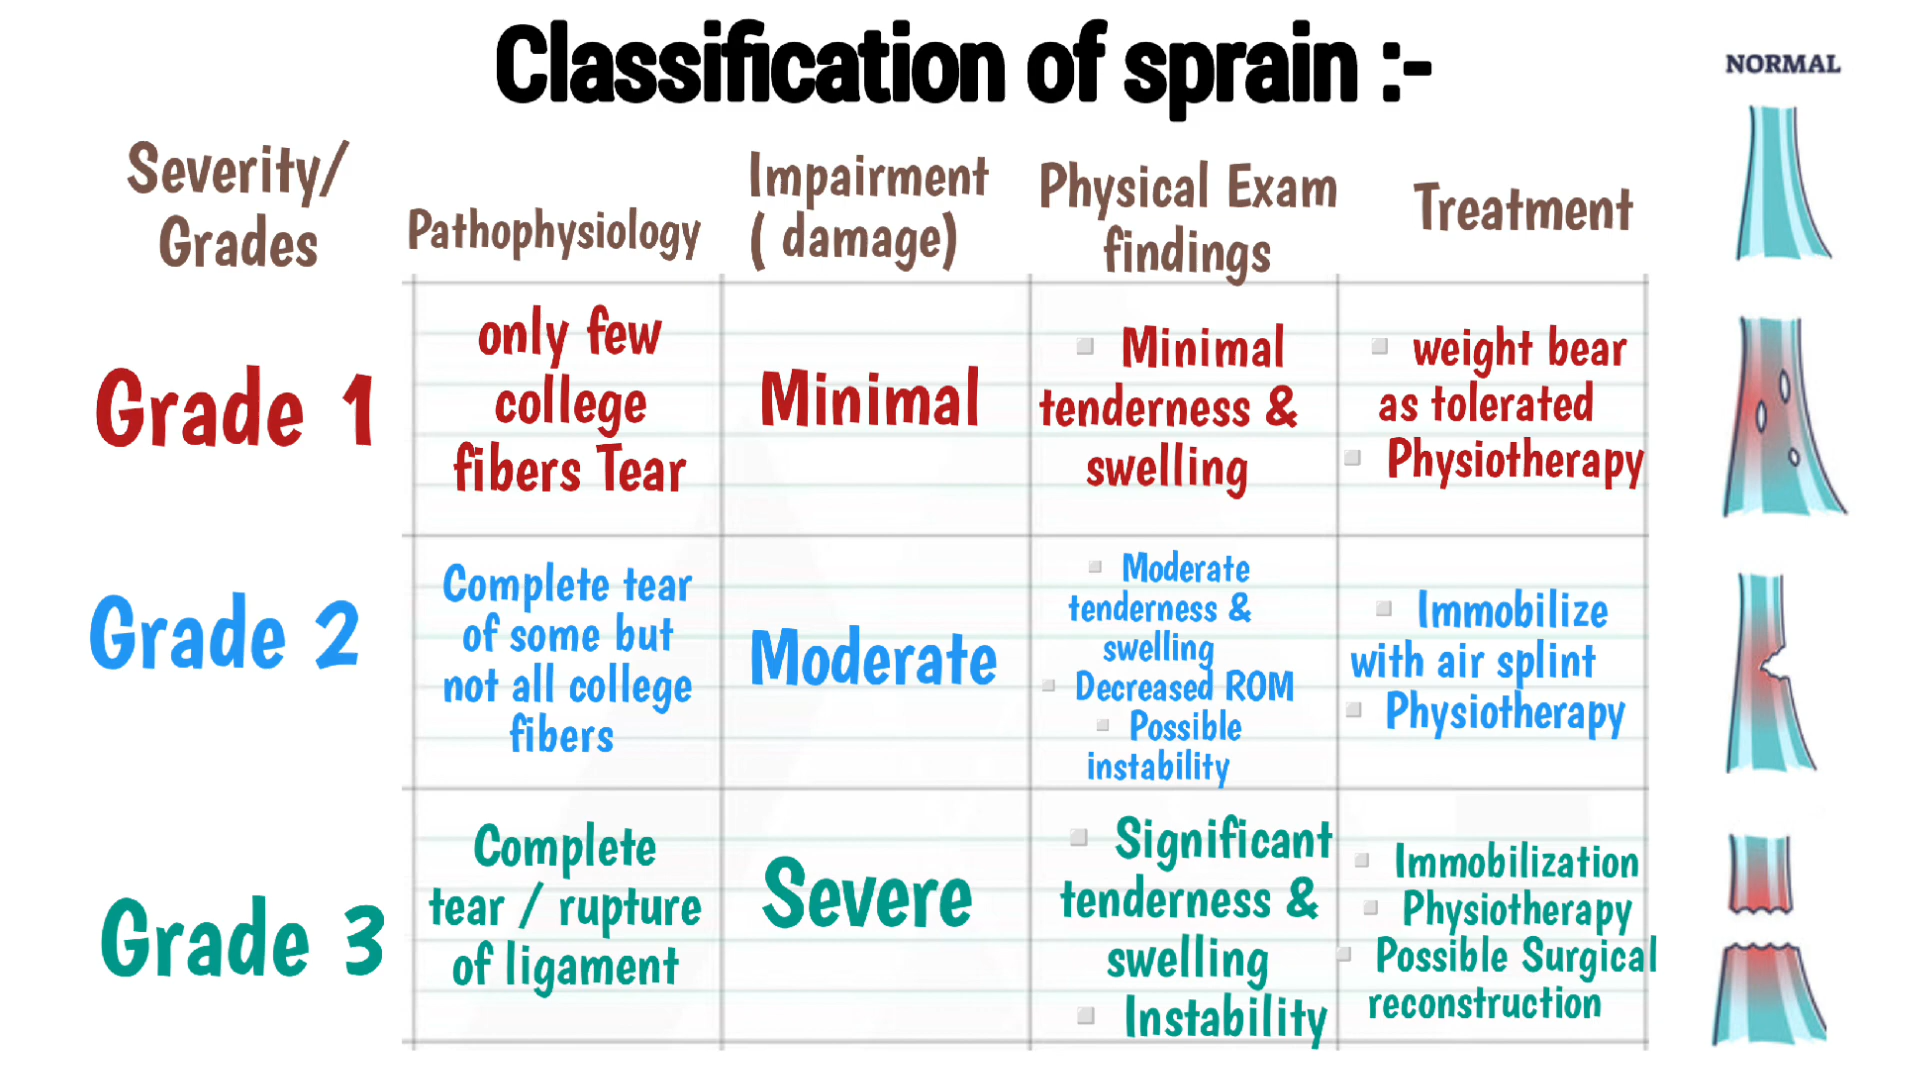 Classification of sprain :-
NORMAL
Severity/
Grades
Pathophysiology
Impairment
( damage)
Physical Exam
findings
Treatment
Grade 1
only few
college
fibers Tear
Minimal
Minimal
tenderness &
swelling
weight bear
as tolerated
Physiotherapy
Grade 2
Complete tear
of some but
not all college
fibers
Moderate
Moderate
tenderness &
swelling
Decreased ROM
Possible
instability
Immobilize
with air splint
Physiotherapy
Grade 3
Complete
tear / rupture
of ligament
Severe
Significant
tenderness &
swelling
Instability
Immobilization
Physiotherapy
Possible Surgical
reconstruction